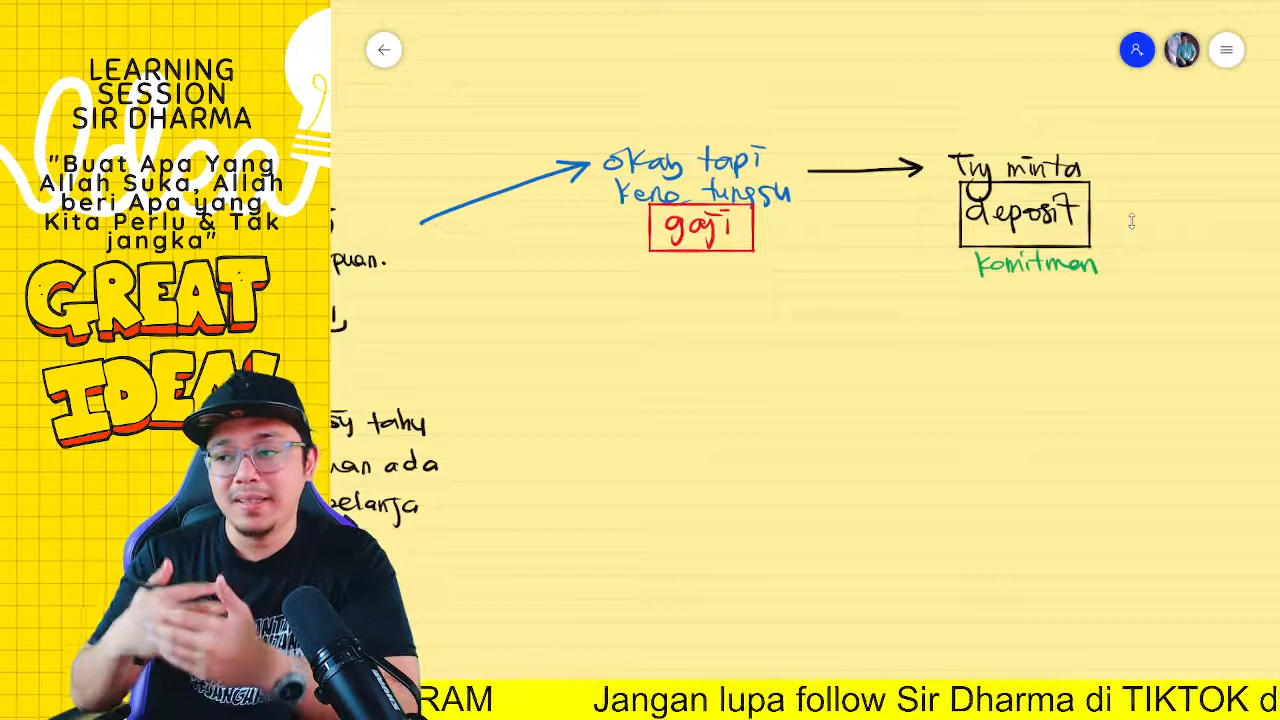 LEARNING
SESSION
SIR DHARMA
"Buat Apa Yang
Allah Suka, Allah
beri Apa yang
Kita Perlu & Tak
jangka"
GREAT
IDEA!
okay tapi
kena tunggu
gaji
Try minta
deposit
komitmen
puan.
tahu
ada
belanja
RAM Jangan lupa follow Sir Dharma di TIKTOK d